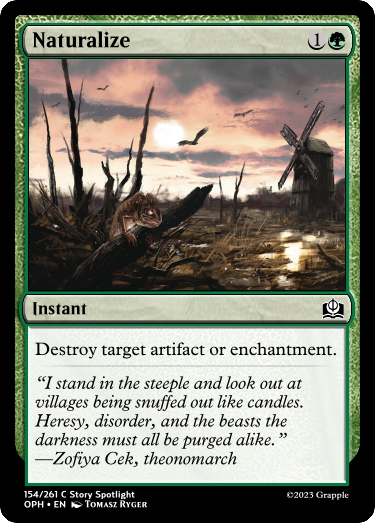 Naturalize 1
Instant
Destroy target artifact or enchantment.
“I stand in the steeple and look out at
villages being snuffed out like candles.
Heresy, disorder, and the beasts the
darkness must all be purged alike.”
—Zofiya Cek, theonomarch
154/261 C Story Spotlight
OPH • EN Tomasz Ryger
©2023 Grapple